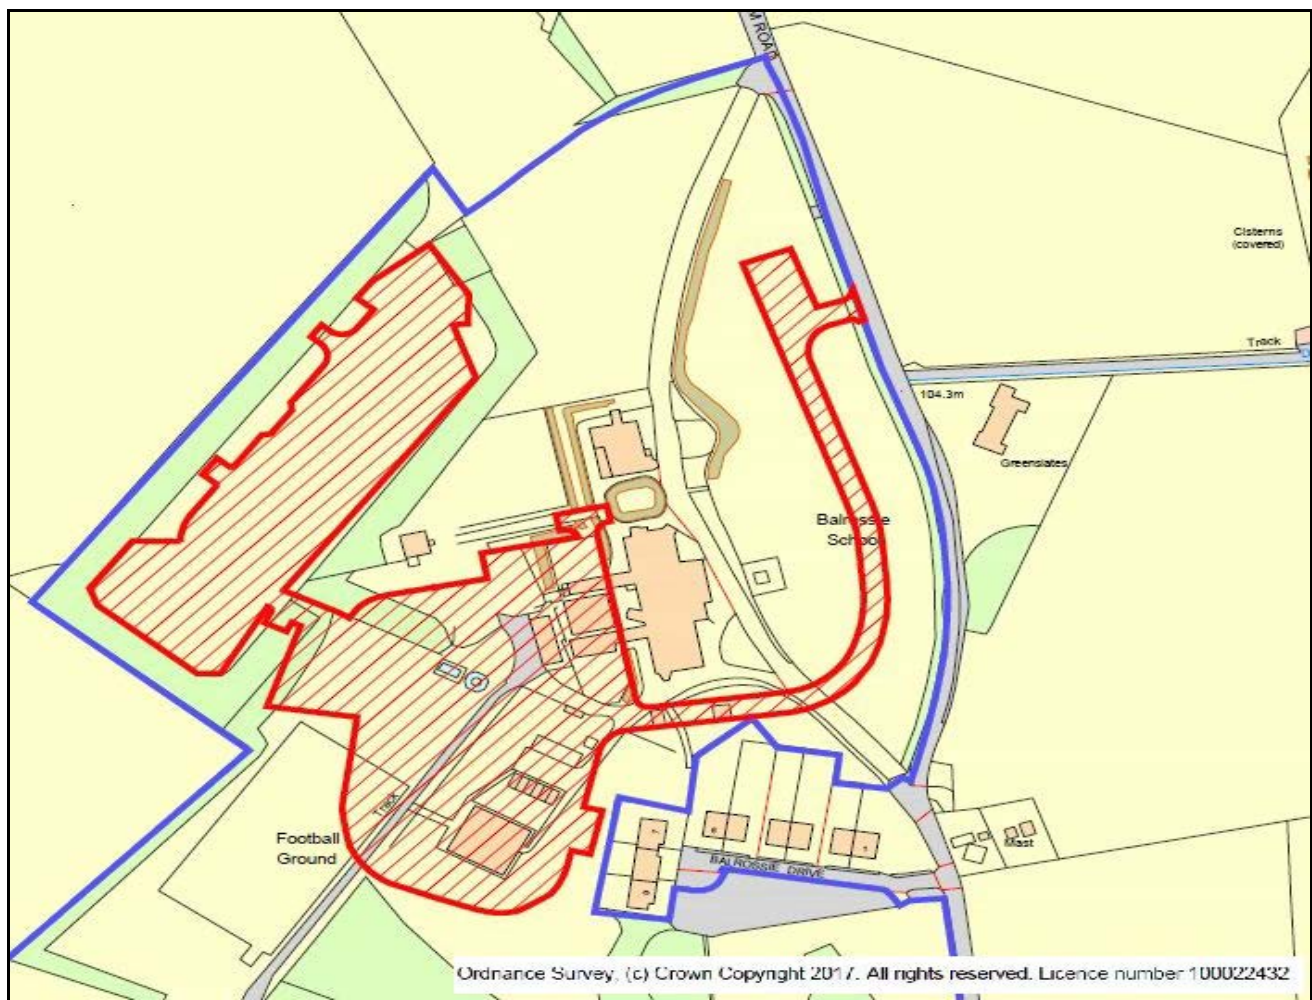 M ROAD
Cisterns
(covered)
Track
104.3m
Greenslates
Balrossie
School
Track
Football
Ground
Mast
BALROSSIE DRIVE
Ordnance Survey, (c) Crown Copyright 2017. All rights reserved. Licence number 100022432